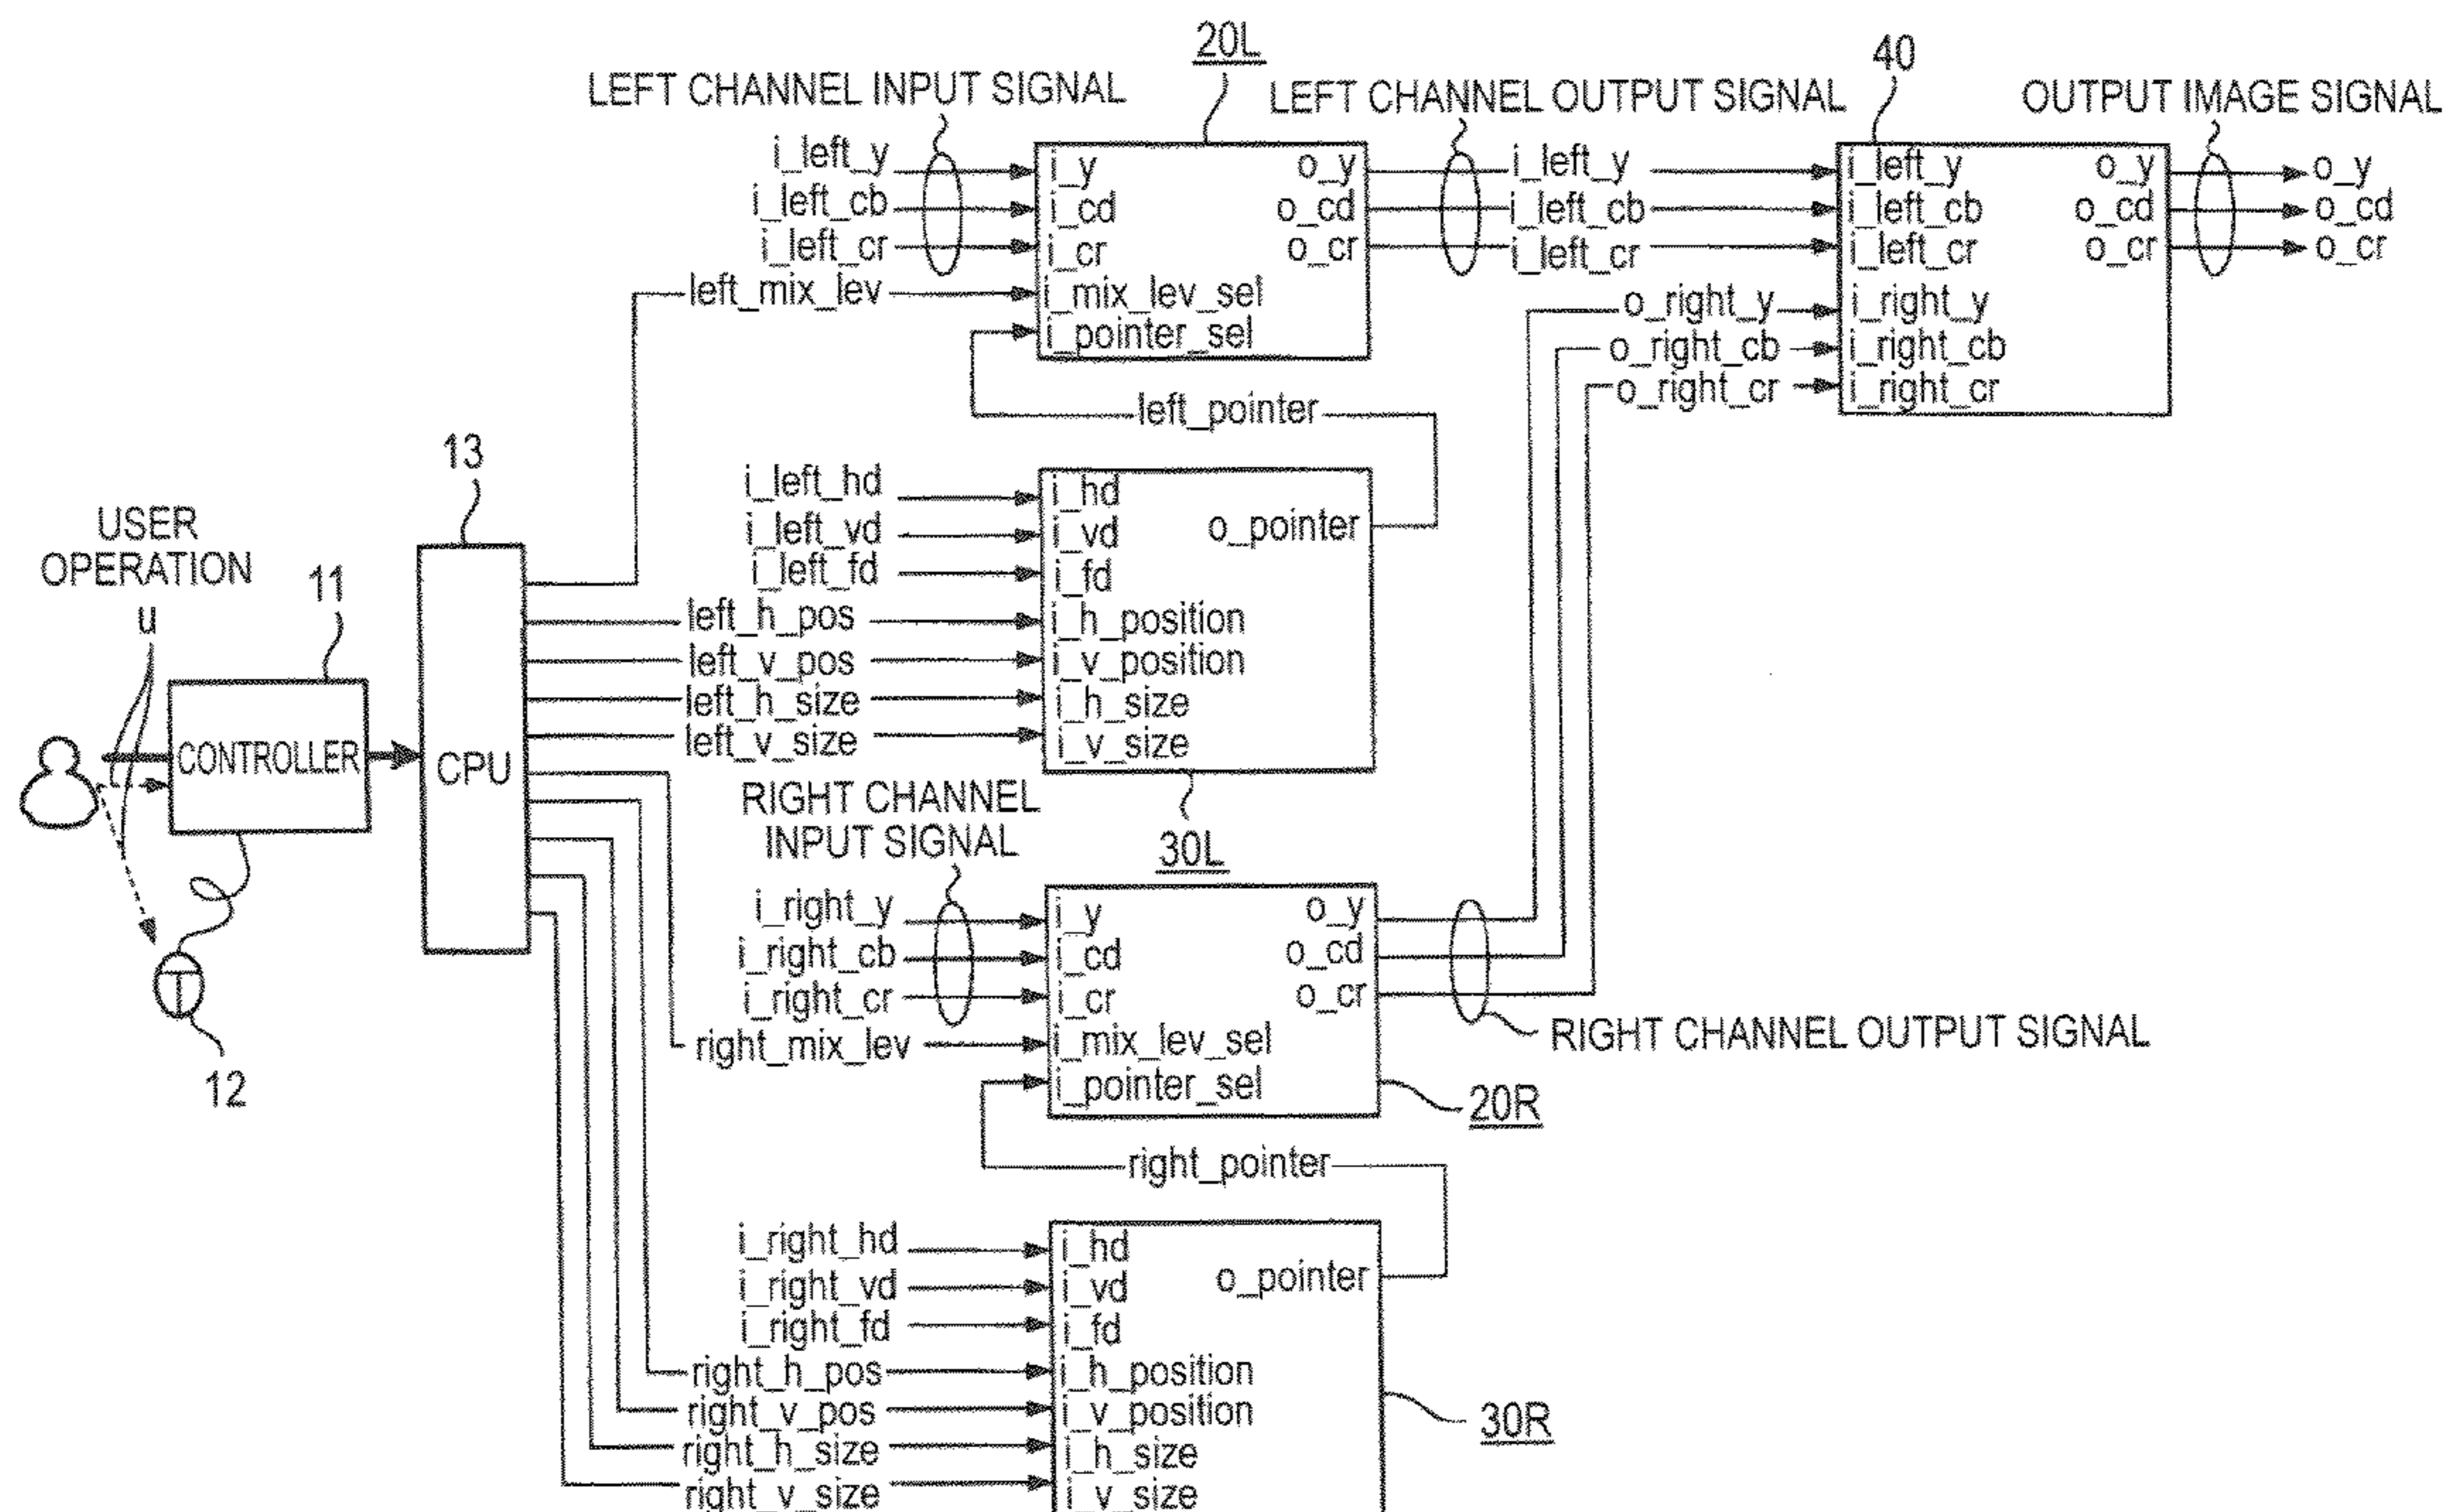 20L
40
LEFT CHANNEL INPUT SIGNAL
LEFT CHANNEL OUTPUT SIGNAL
OUTPUT IMAGE SIGNAL
i_left_y
i_left_cb
i_left_cr
left_mix_lev
i_y
i_cd
i_cr
i_mix_lev_sel
i_pointer_sel
o_y
o_cd
o_cr
i_left_y
i_left_cb
i_left_cr
o_right_y
o_right_cb
o_right_cr
i_left_y
i_left_cb
i_left_cr
i_right_y
i_right_cb
i_right_cr
o_y
o_cd
o_cr
o_y
o_cd
o_cr
left_pointer
13
USER
OPERATION
u
11
CONTROLLER
CPU
12
i_left_hd
i_left_vd
i_left_fd
left_h_pos
left_v_pos
left_h_size
left_v_size
i_hd
i_vd
i_fd
i_h_position
i_v_position
i_h_size
i_v_size
o_pointer
30L
RIGHT CHANNEL
INPUT SIGNAL
i_right_y
i_right_cb
i_right_cr
right_mix_lev
i_y
i_cd
i_cr
i_mix_lev_sel
i_pointer_sel
o_y
o_cd
o_cr
RIGHT CHANNEL OUTPUT SIGNAL
20R
right_pointer
i_right_hd
i_right_vd
i_right_fd
right_h_pos
right_v_pos
right_h_size
right_v_size
i_hd
i_vd
i_fd
i_h_position
i_v_position
i_h_size
i_v_size
o_pointer
30R